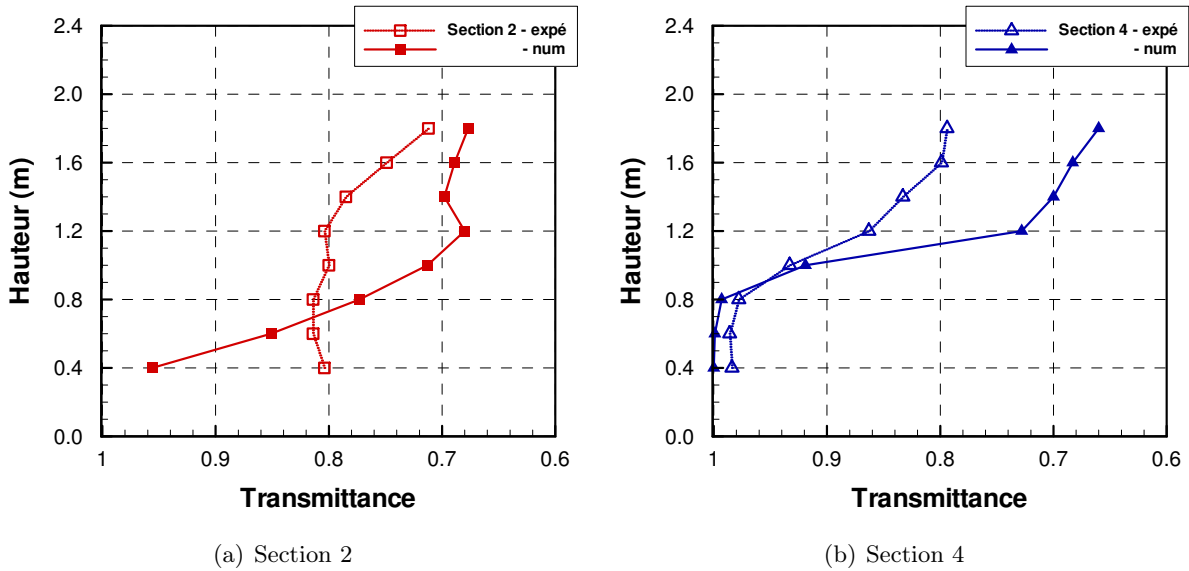 Section 2 - expé
- num
2.4
2.0
1.6
1.2
0.8
0.4
0.0
Hauteur (m)
1 0.9 0.8 0.7 0.6
Transmittance
(a) Section 2
Section 4 - expé
- num
2.4
2.0
1.6
1.2
0.8
0.4
0.0
Hauteur (m)
1 0.9 0.8 0.7 0.6
Transmittance
(b) Section 4